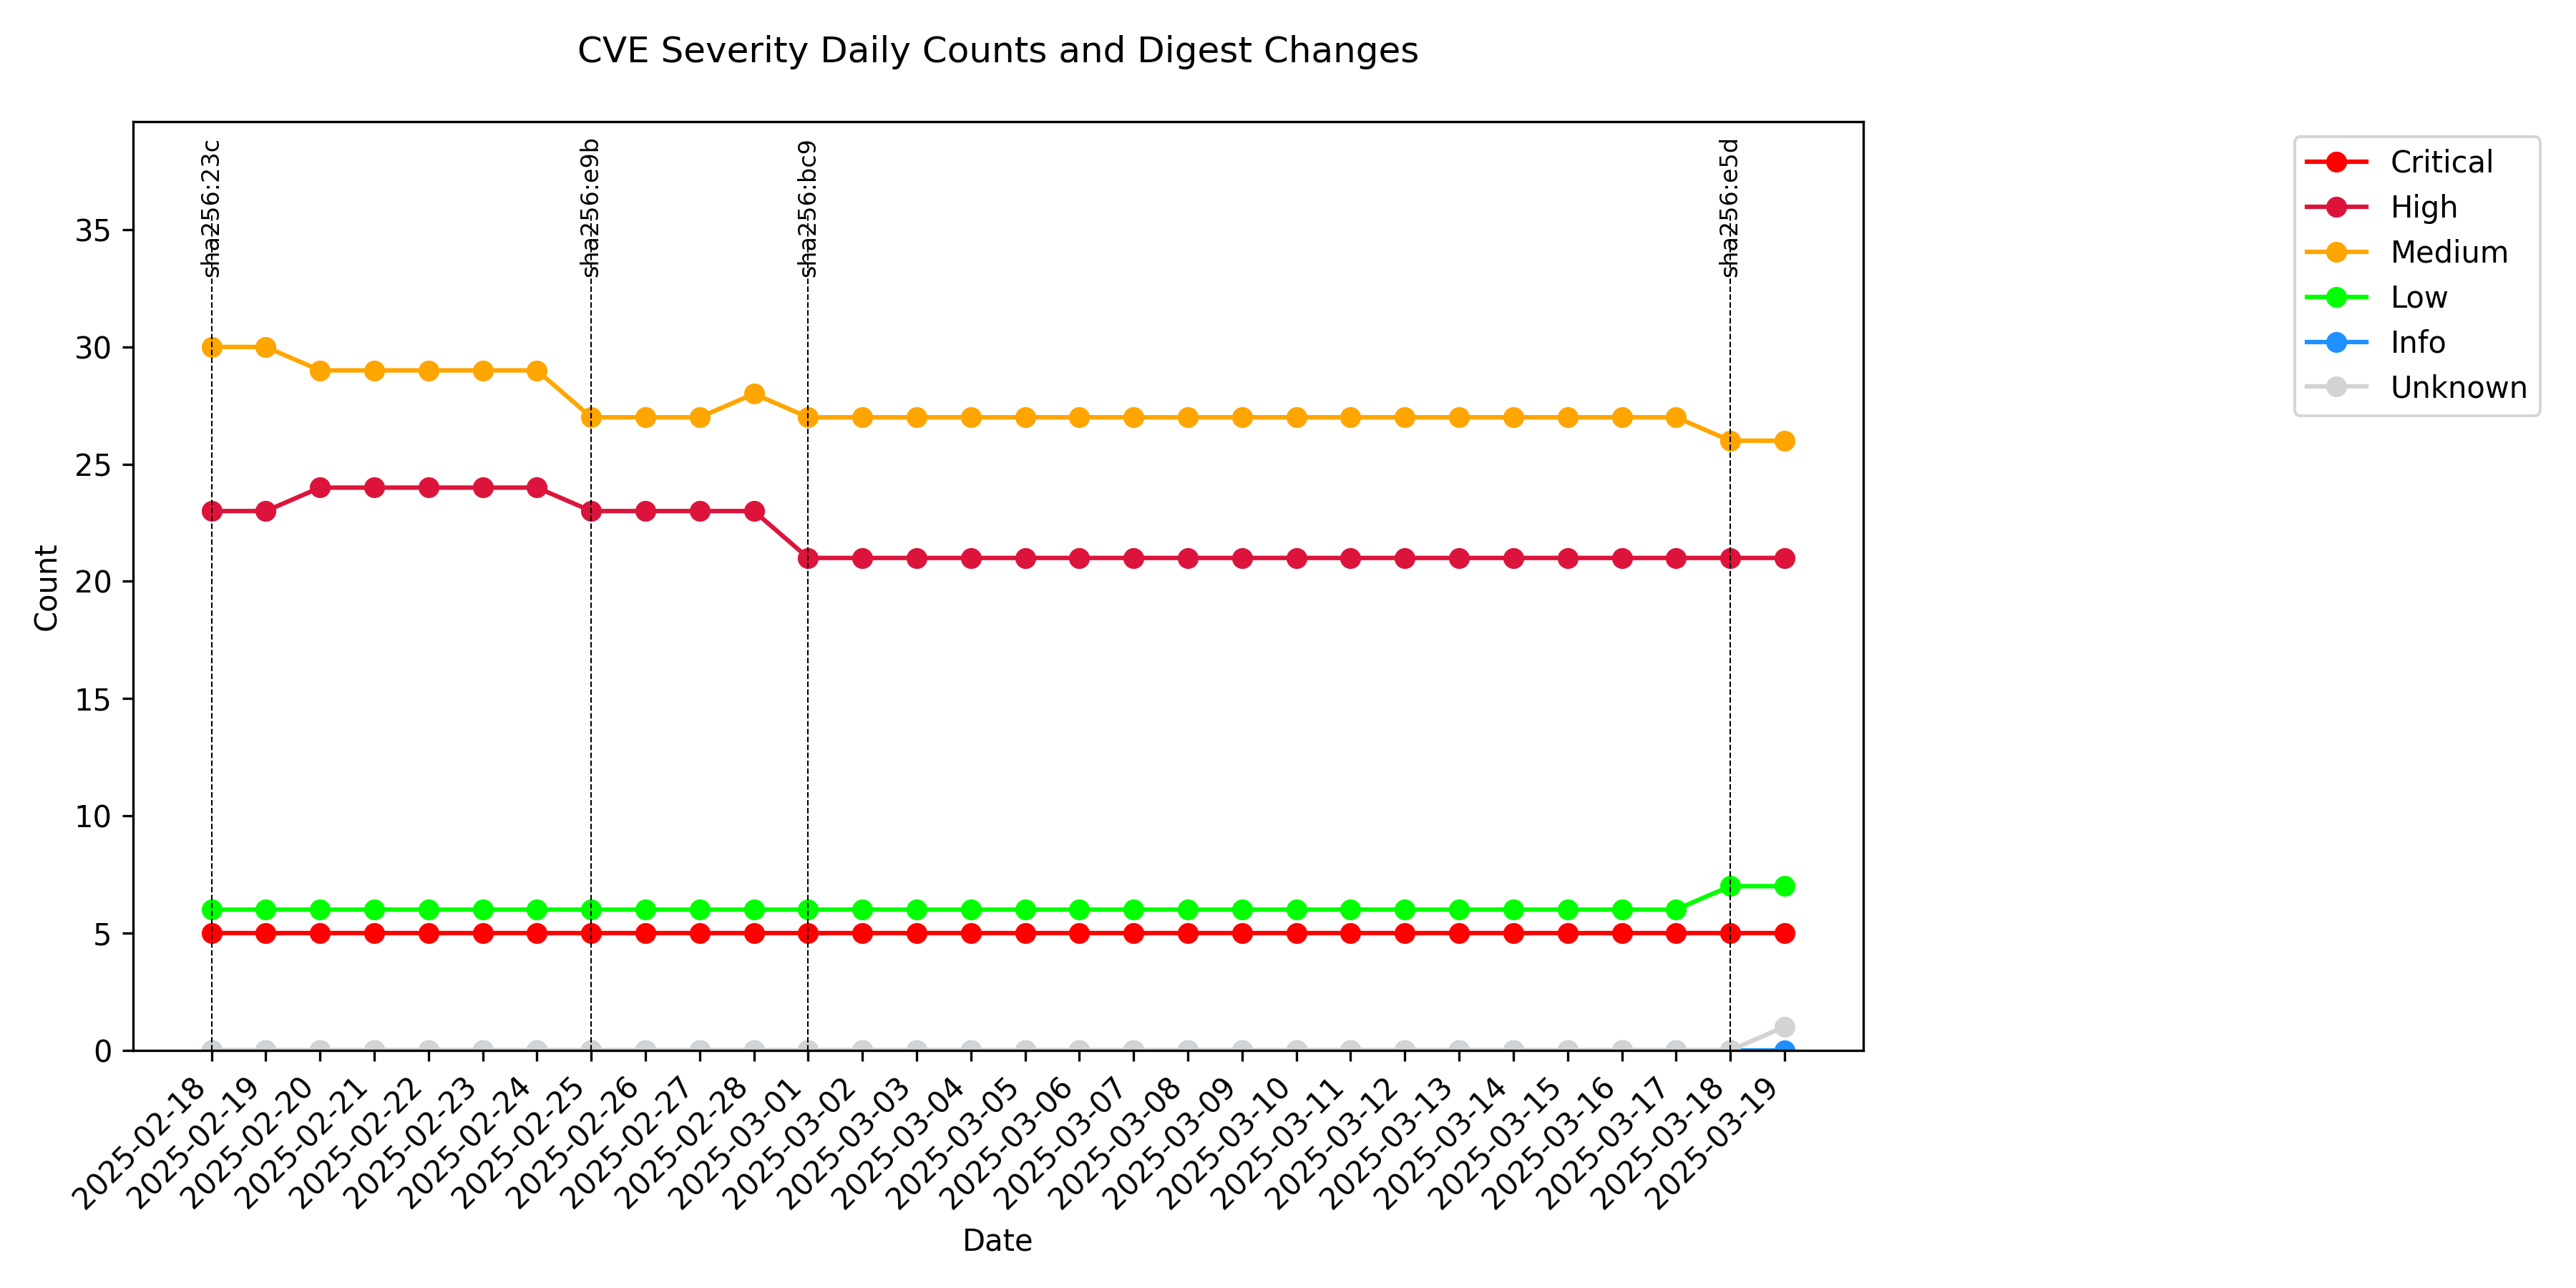 CVE Severity Daily Counts and Digest Changes
sha256:23c
sha256:e9b
sha256:bc9
sha256:e5d
Critical
High
Medium
Low
Info
Unknown
Count
35
30
25
20
15
10
5
0
2025-02-18
2025-02-19
2025-02-20
2025-02-21
2025-02-22
2025-02-23
2025-02-24
2025-02-25
2025-02-26
2025-02-27
2025-02-28
2025-03-01
2025-03-02
2025-03-03
2025-03-04
2025-03-05
2025-03-06
2025-03-07
2025-03-08
2025-03-09
2025-03-10
2025-03-11
2025-03-12
2025-03-13
2025-03-14
2025-03-15
2025-03-16
2025-03-17
2025-03-18
2025-03-19
Date